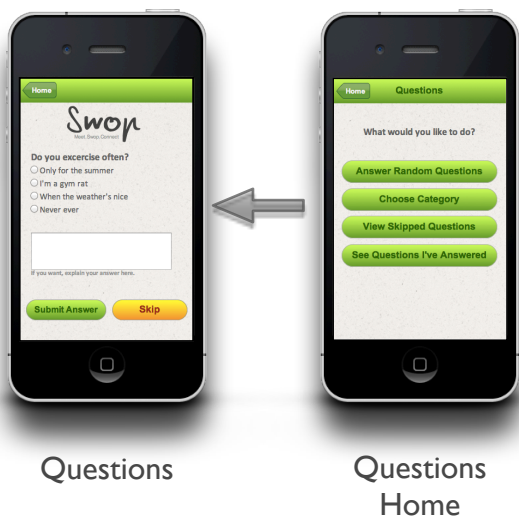 Home
Swop
Meet. Swop. Connect.
Do you excercise often?
Only for the summer
I'm a gym rat
When the weather's nice
Never ever
If you want, explain your answer here.
Submit Answer
Skip
Questions
Home
Questions
What would you like to do?
Answer Random Questions
Choose Category
View Skipped Questions
See Questions I've Answered
Questions
Home